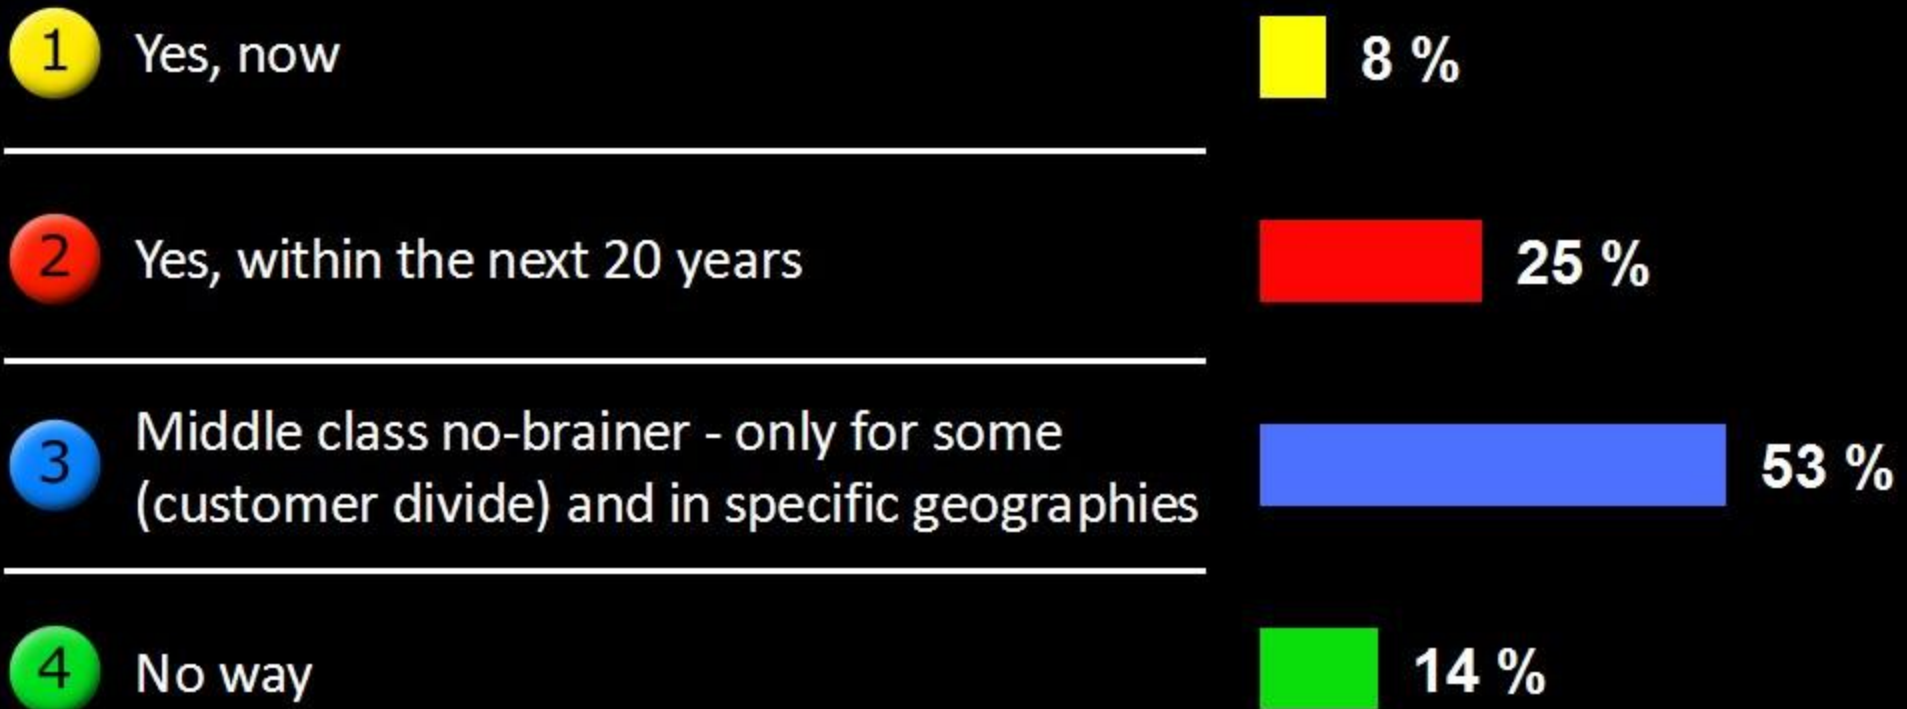 1 Yes, now 8 %
2 Yes, within the next 20 years 25 %
3 Middle class no-brainer - only for some
(customer divide) and in specific geographies 53 %
4 No way 14 %